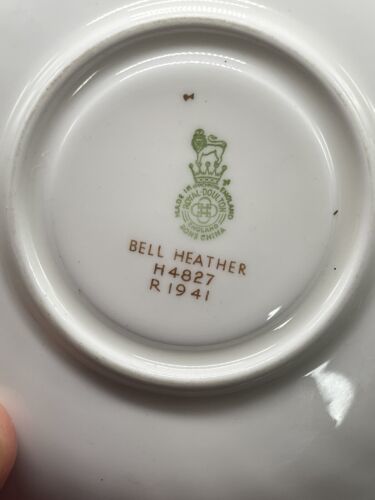 MADE IN ENGLAND
ROYAL·DOULTON
ENGLAND
BONE CHINA
BELL HEATHER
H4827
R1941